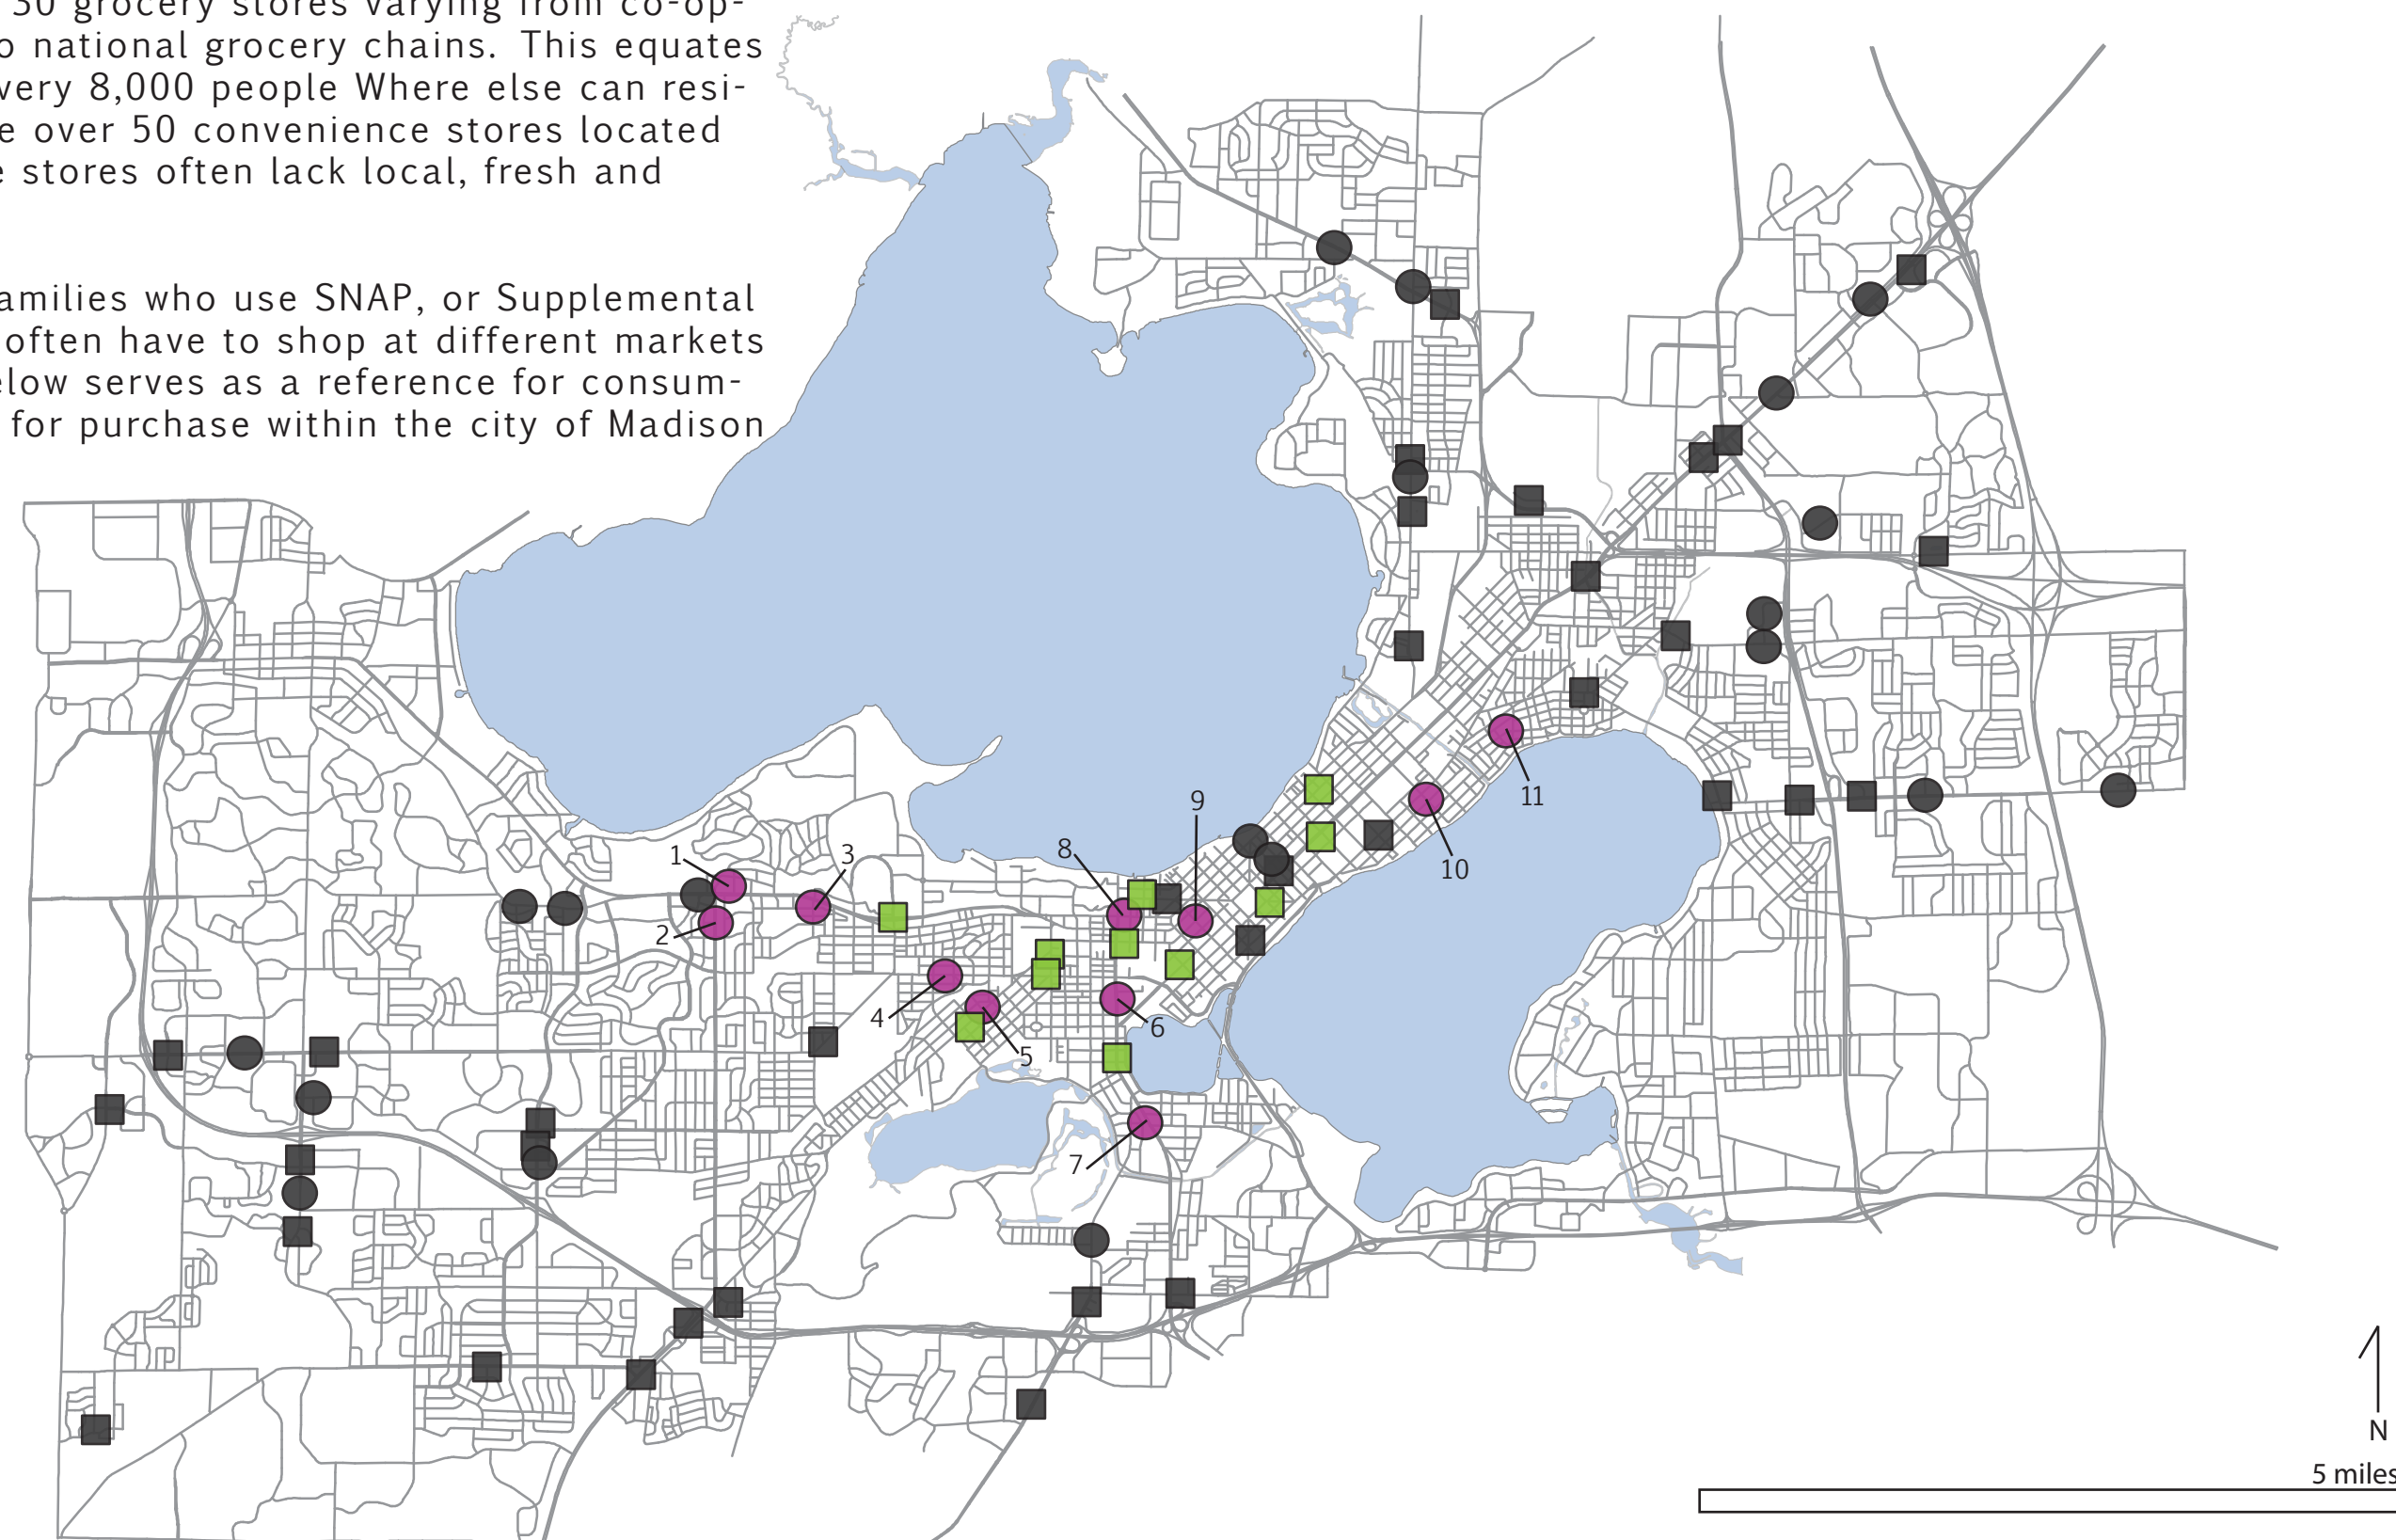 30 grocery stores varying from co-op-
o national grocery chains. This equates
very 8,000 people Where else can resi-
e over 50 convenience stores located
e stores often lack local, fresh and
amilies who use SNAP, or Supplemental
often have to shop at different markets
elow serves as a reference for consum-
for purchase within the city of Madison
9
11
1
3
8
10
2
4
6
5
7
N
5 miles